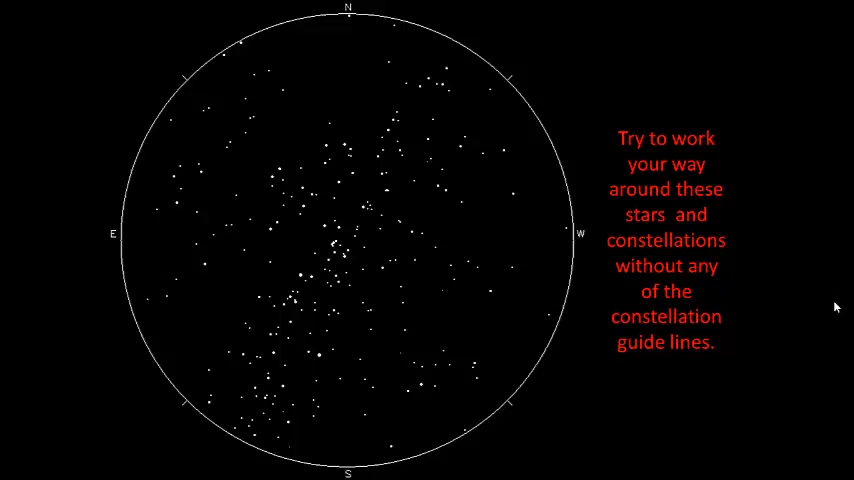 N
E
W
S
Try to work
your way
around these
stars and
constellations
without any
of the
constellation
guide lines.